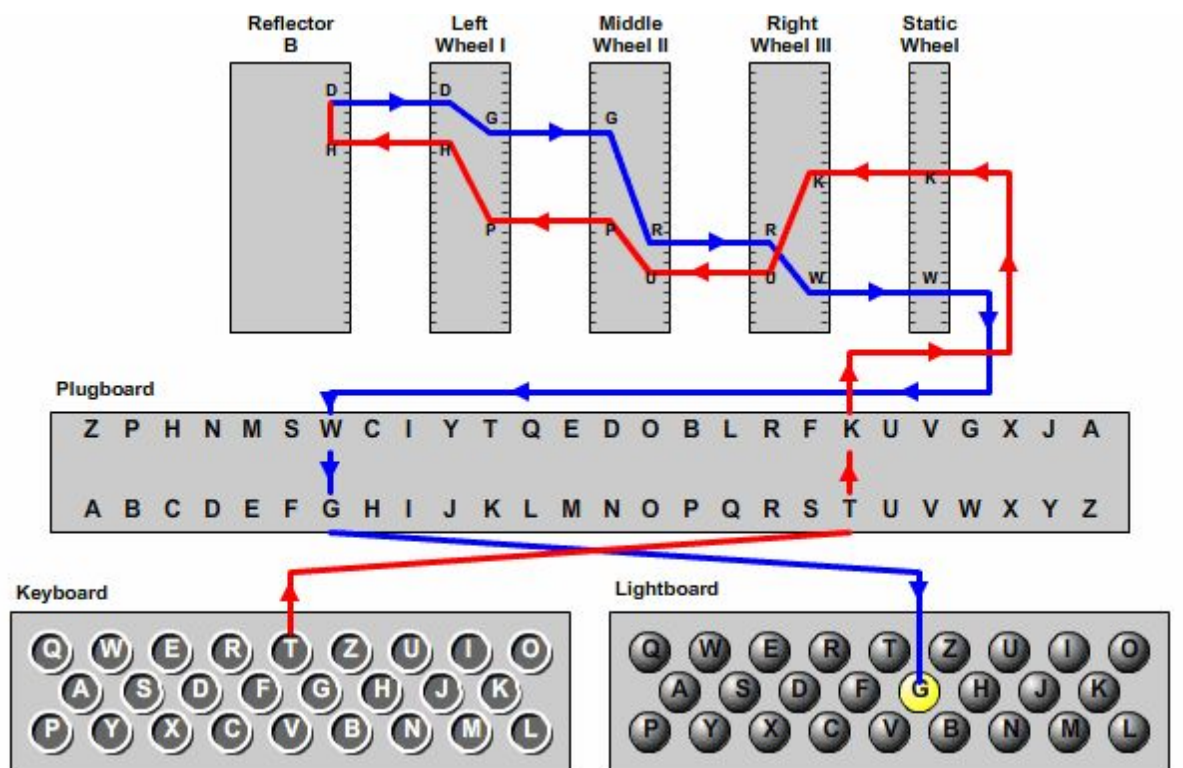 Reflector B
Left Wheel I
Middle Wheel II
Right Wheel III
Static Wheel
D D G G
H H K K
P P R R
U U W W
Plugboard
Z P H N M S W C I Y T Q E D O B L R F K U V G X J A
A B C D E F G H I J K L M N O P Q R S T U V W X Y Z
Keyboard
Q W E R T Z U I O
A S D F G H J K
P Y X C V B N M L
Lightboard
Q W E R T Z U I O
A S D F G H J K
P Y X C V B N M L